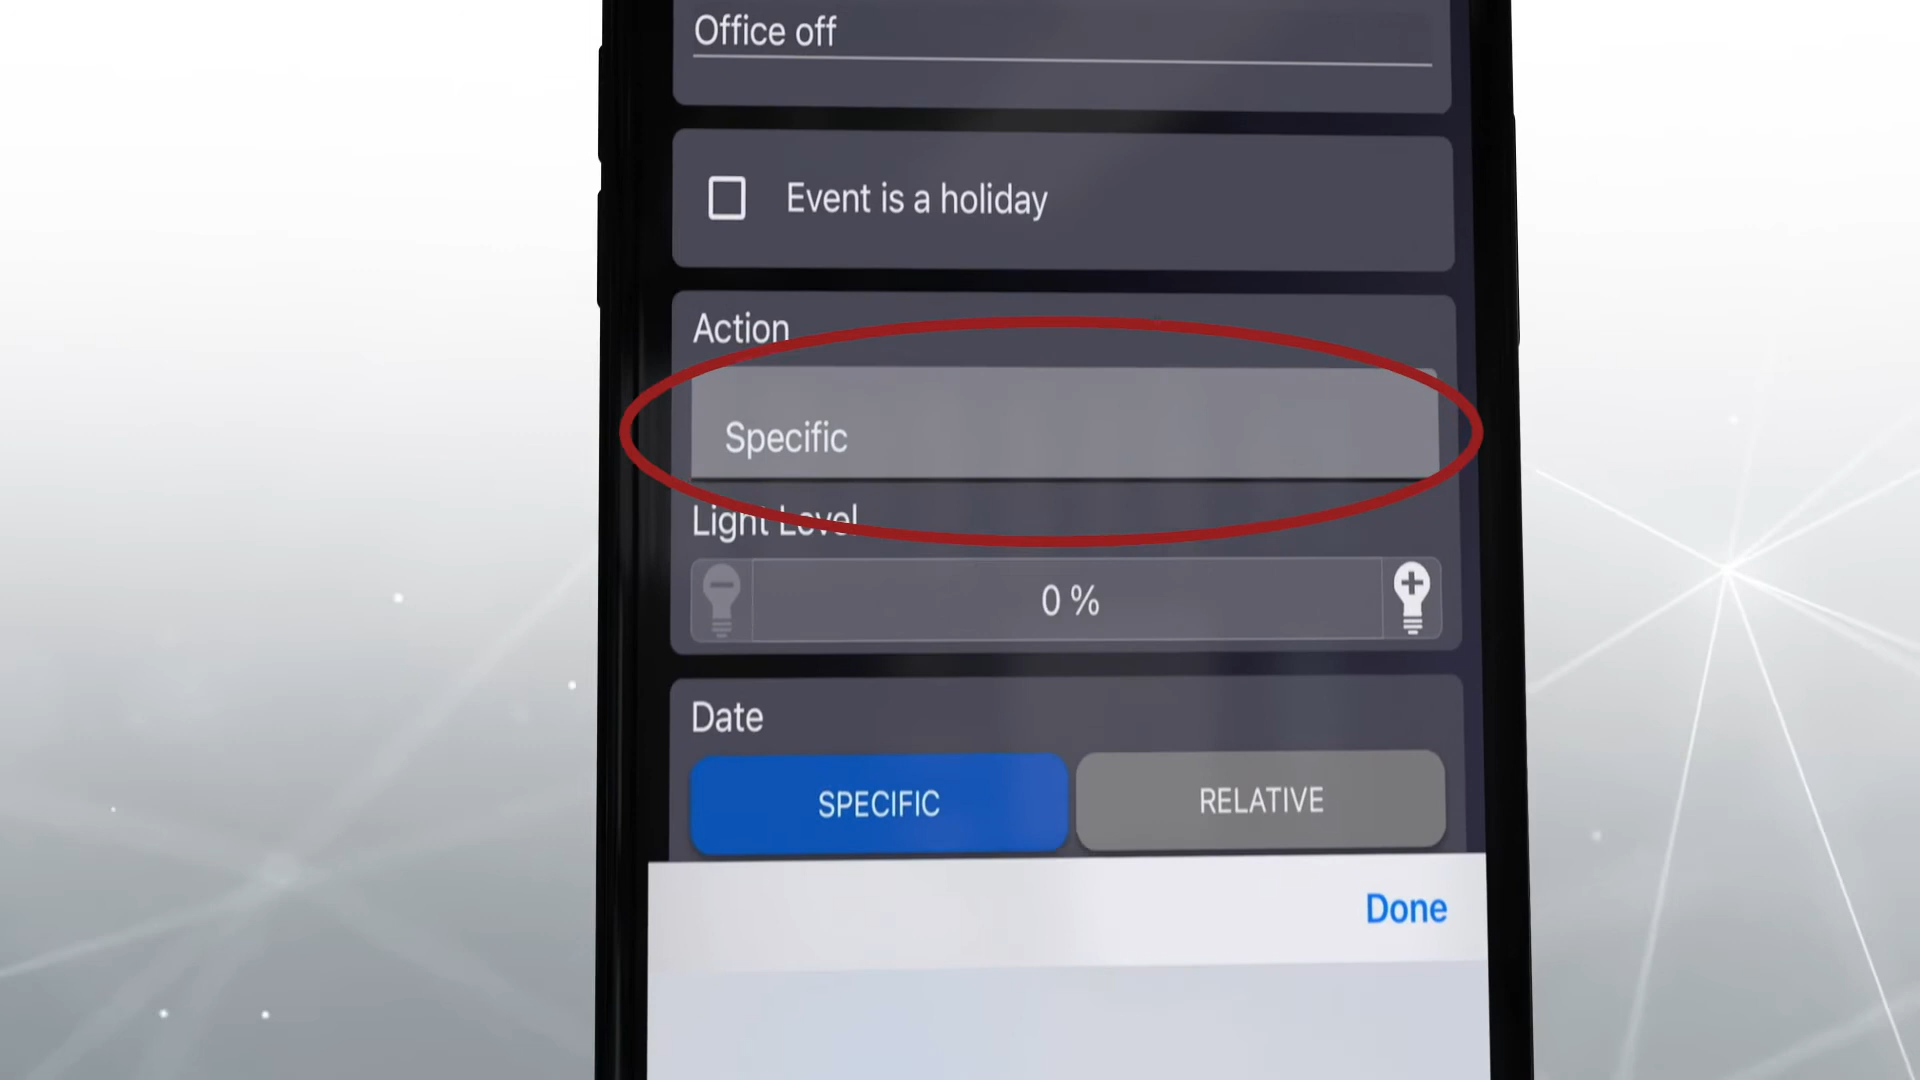 Office off
Event is a holiday
Action
Specific
Light Level
0 %
Date
SPECIFIC
RELATIVE
Done